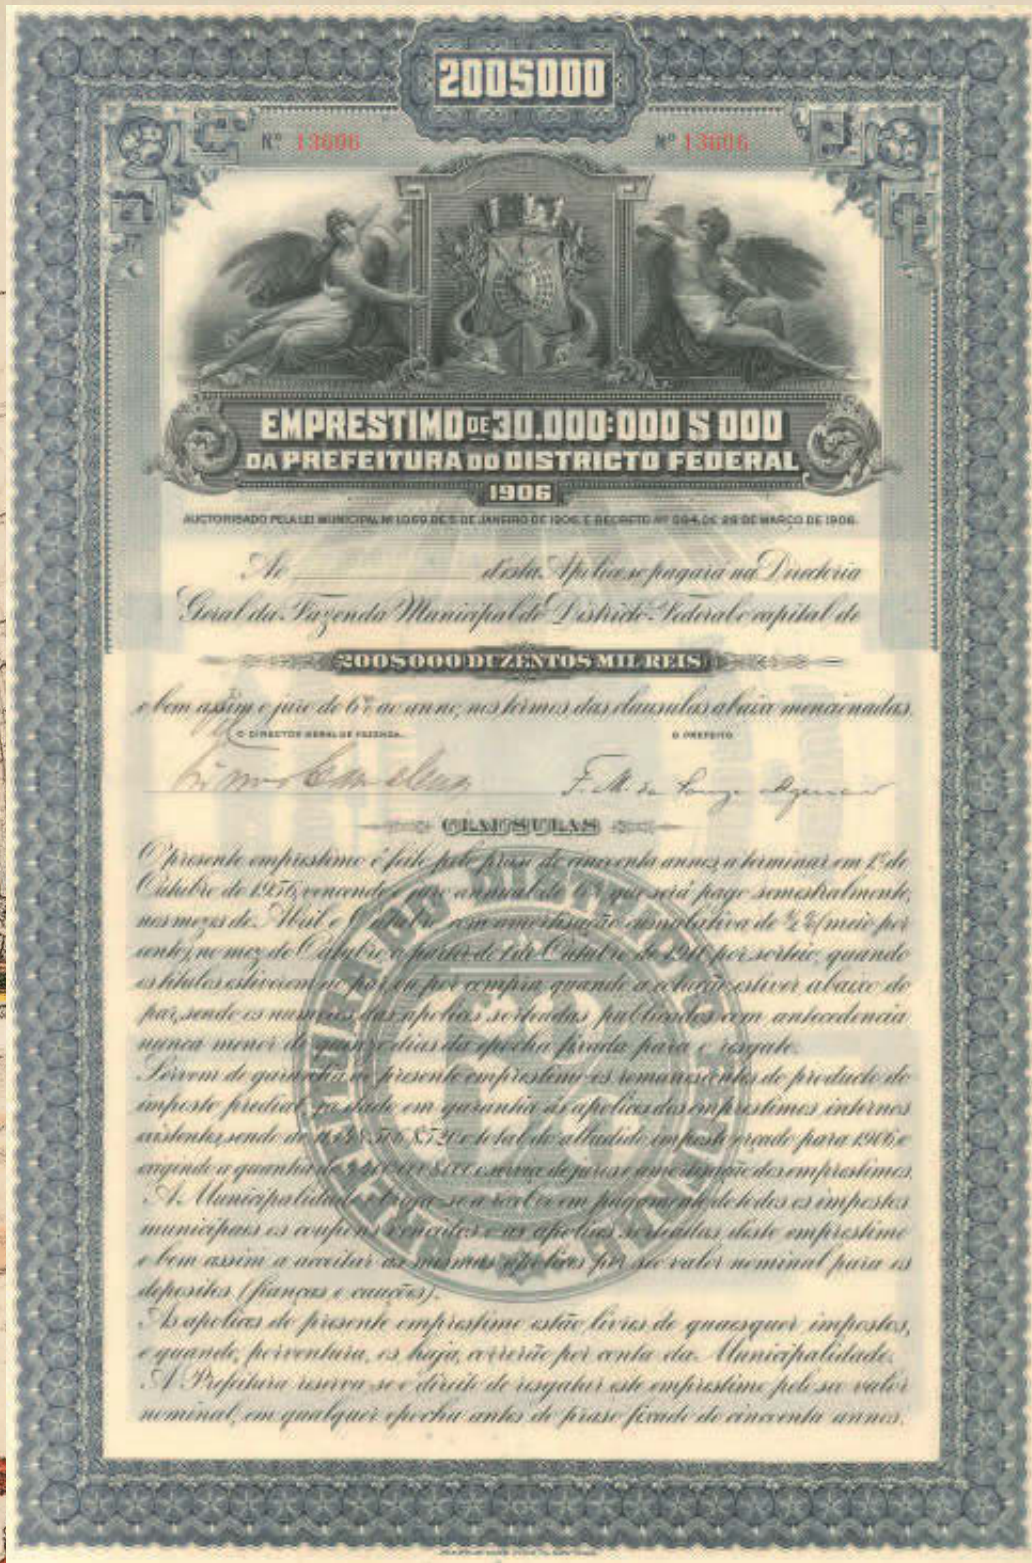 200$000
Nº 13606 Nº 13606
EMPRESTIMO DE 30.000:000$000
DA PREFEITURA DO DISTRICTO FEDERAL
1906
AUCTORISADO PELA LEI MUNICIPAL Nº 1069 DE 5 DE JANEIRO DE 1906, E DECRETO Nº DE 29 DE MARÇO DE 1906.
Ao desta Apolice, se pagará na Directoria
Geral da Fazenda Municipal do Districto Federal o capital de
200$000 DUZENTOS MIL REIS
e bem assim o juro de 6% ao anno, nos termos das clausulas abaixo mencionadas.
O DIRECTOR GERAL DE FAZENDA. O PREFEITO
F. M. de Souza Aguiar
CLAUSULAS
O presente emprestimo é feito pelo praso de cincoenta annos, a terminar em 1º de
Outubro de 1956, vencendo o juro annual de 6% que será pago semestralmente,
nos mezes de Abril e Outubro, com amortisação cumulativa de ½% (meio por
cento), no mez de Outubro a partir de 1 de Outubro de por sorteio, quando
os titulos estiverem ao par, ou por compra quando a cotação estiver abaixo do
par, sendo os numeros das apolices sorteadas publicados com antecedencia
nunca menor de quinze dias da epocha fixada para o resgate.
Servem de garantia ao presente emprestimo os remanescentes do producto do
imposto predial, já dado em garantia ás apolices dos emprestimos internos
existentes, sendo de o total do alludido imposto orçado para 1906, e
exigindo a quantia de o serviço de juros e amortisação dos emprestimos.
A Municipalidade obriga-se a receber em pagamento de todos os impostos
municipaes os coupons vencidos e as apolices sorteadas deste emprestimo
e bem assim a acceitar as mesmas apolices por seu valor nominal para os
depositos (fianças e cauções).
As apolices do presente emprestimo estão livres de quaesquer impostos,
e quando, porventura, os haja, correrão por conta da Municipalidade.
A Prefeitura reserva-se o direito de resgatar este emprestimo pelo seu valor
nominal, em qualquer epocha antes do praso fixado de cincoenta annos.
6%